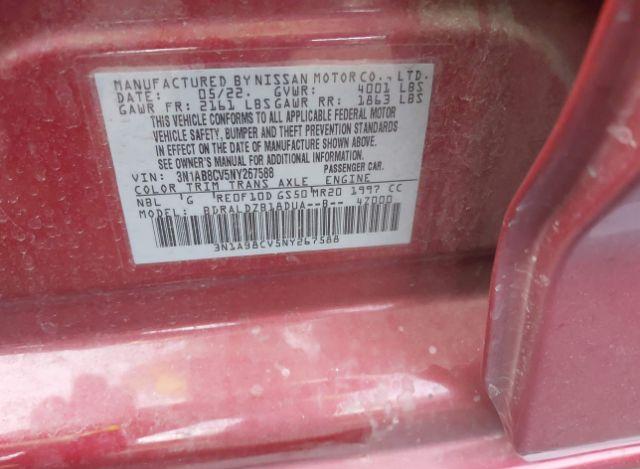 MANUFACTURED BY NISSAN MOTOR CO., LTD.
DATE: 05/22 GVWR: 4001 LBS
GAWR FR: 2161 LBS GAWR RR: 1863 LBS
THIS VEHICLE CONFORMS TO ALL APPLICABLE FEDERAL MOTOR
VEHICLE SAFETY, BUMPER AND THEFT PREVENTION STANDARDS
IN EFFECT ON THE DATE OF MANUFACTURE SHOWN ABOVE.
SEE OWNER'S MANUAL FOR ADDITIONAL INFORMATION.
VIN: 3N1AB8CV5NY267588 PASSENGER CAR.
COLOR TRIM TRANS AXLE ENGINE
NBL G RE0F10D GS50 MR20 1997 CC
MODEL: BDRALDZB1ADUA--B-- 4Z000
3N1AB8CV5NY267588